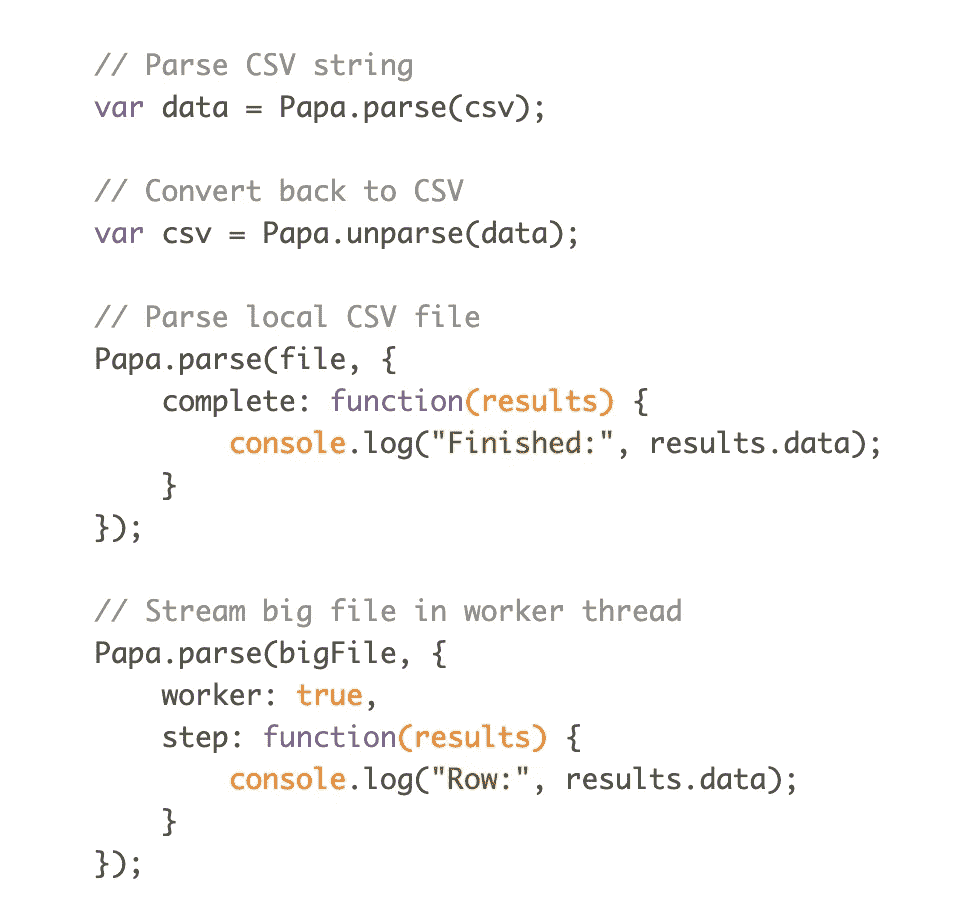 // Parse CSV string
var data = Papa.parse(csv);

// Convert back to CSV
var csv = Papa.unparse(data);

// Parse local CSV file
Papa.parse(file, {
    complete: function(results) {
        console.log("Finished:", results.data);
    }
});

// Stream big file in worker thread
Papa.parse(bigFile, {
    worker: true,
    step: function(results) {
        console.log("Row:", results.data);
    }
});